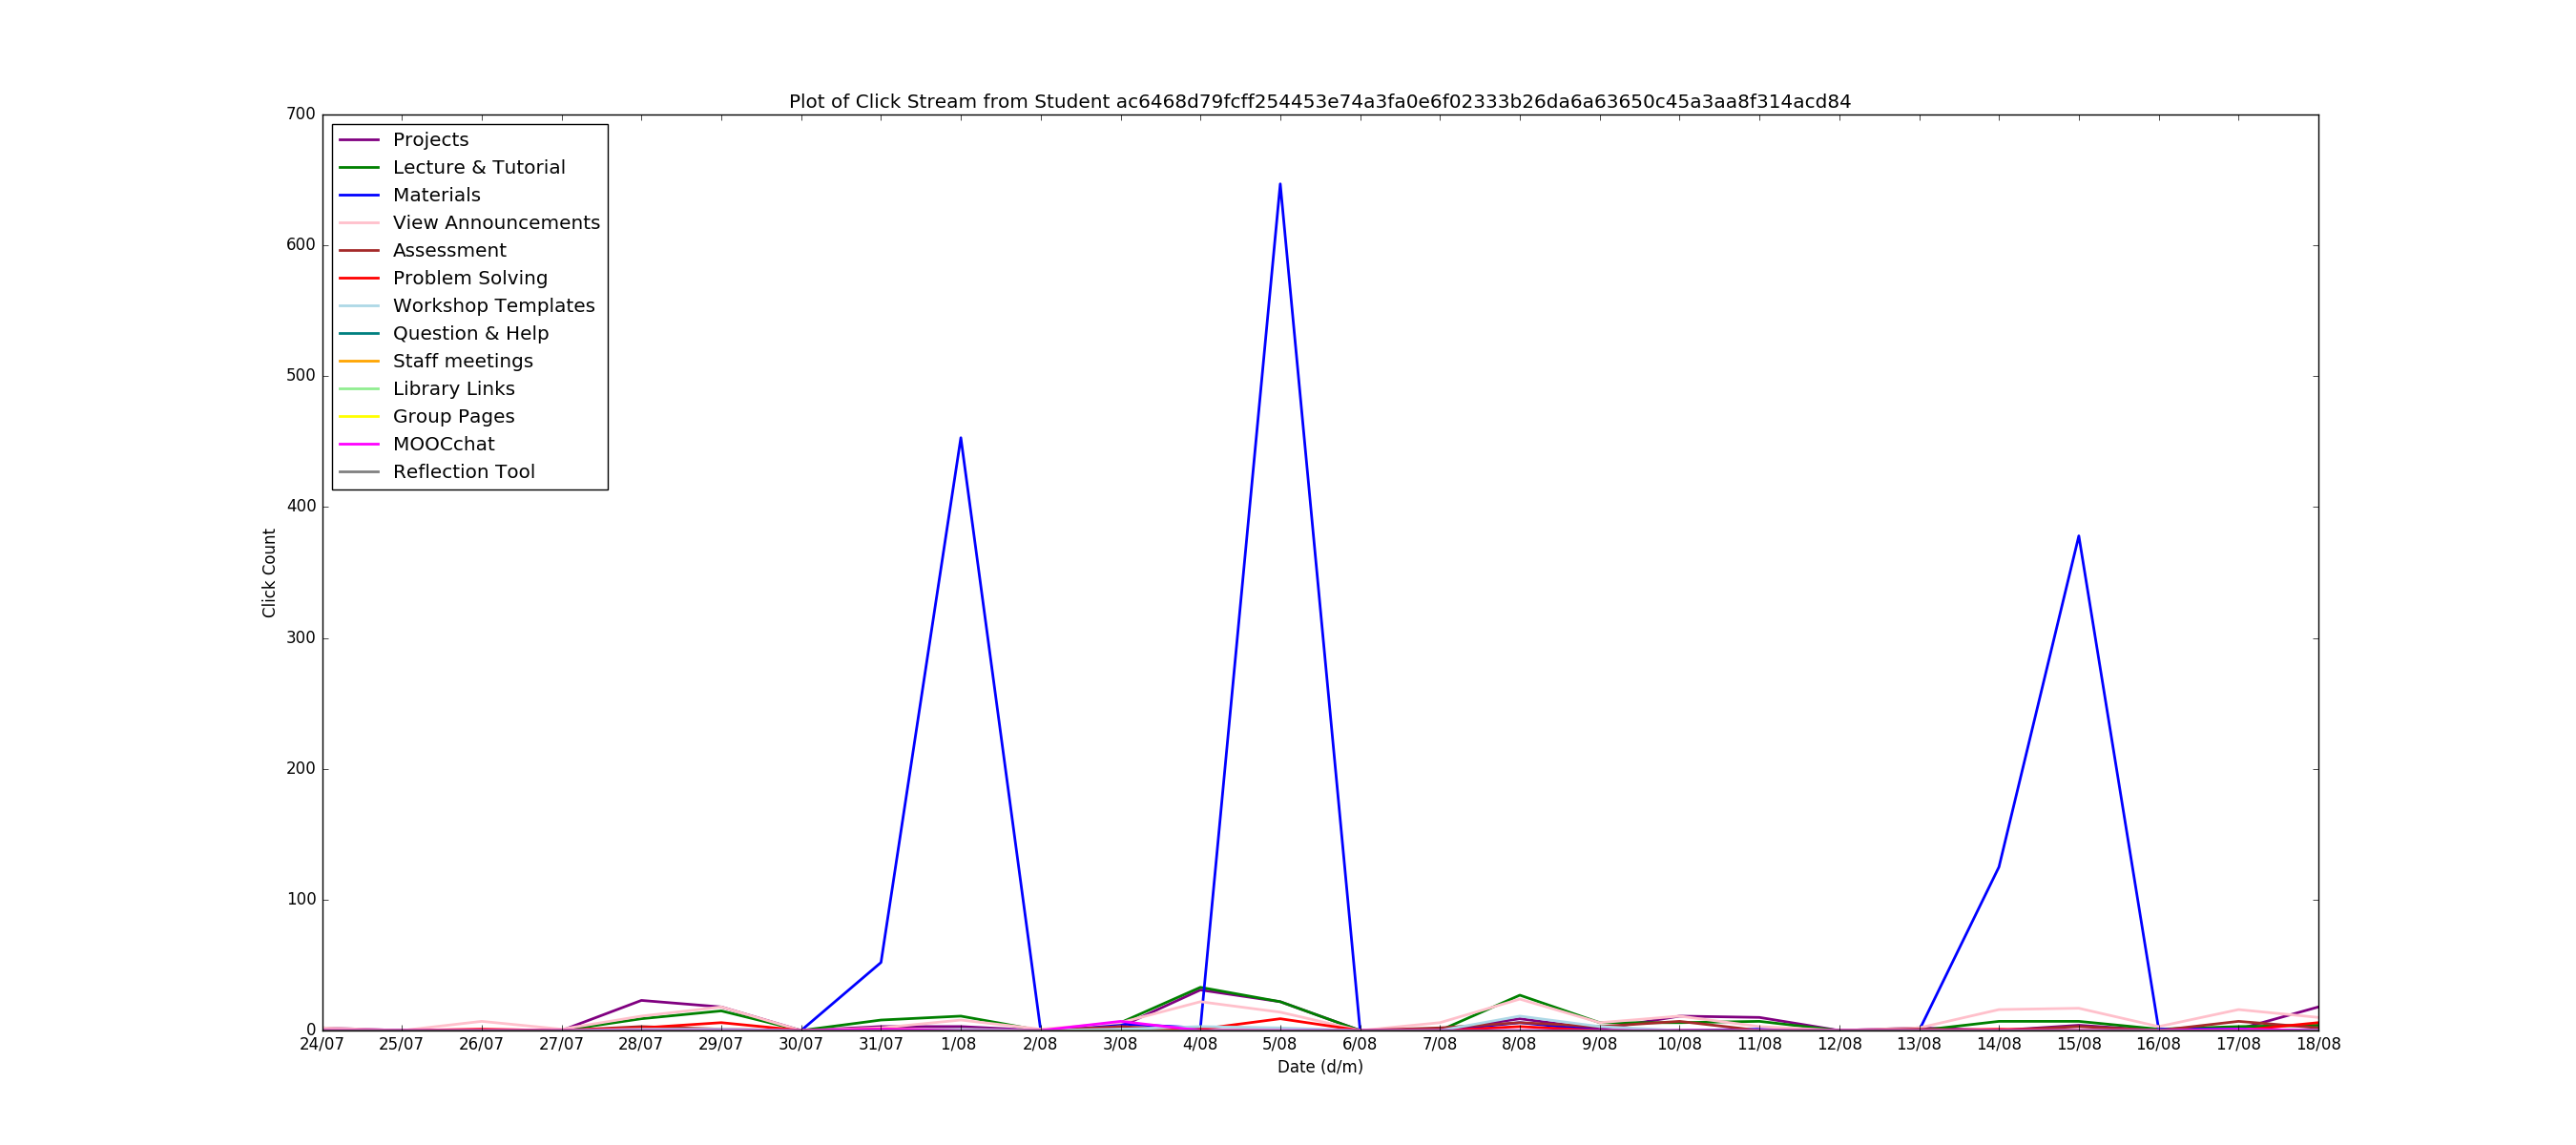 Plot of Click Stream from Student ac6468d79fcff254453e74a3fa0e6f02333b26da6a63650c45a3aa8f314acd84
700
600
500
400
300
200
100
0
Click Count
Projects
Lecture & Tutorial
Materials
View Announcements
Assessment
Problem Solving
Workshop Templates
Question & Help
Staff meetings
Library Links
Group Pages
MOOCchat
Reflection Tool
24/07 25/07 26/07 27/07 28/07 29/07 30/07 31/07 1/08 2/08 3/08 4/08 5/08 6/08 7/08 8/08 9/08 10/08 11/08 12/08 13/08 14/08 15/08 16/08 17/08 18/08
Date (d/m)